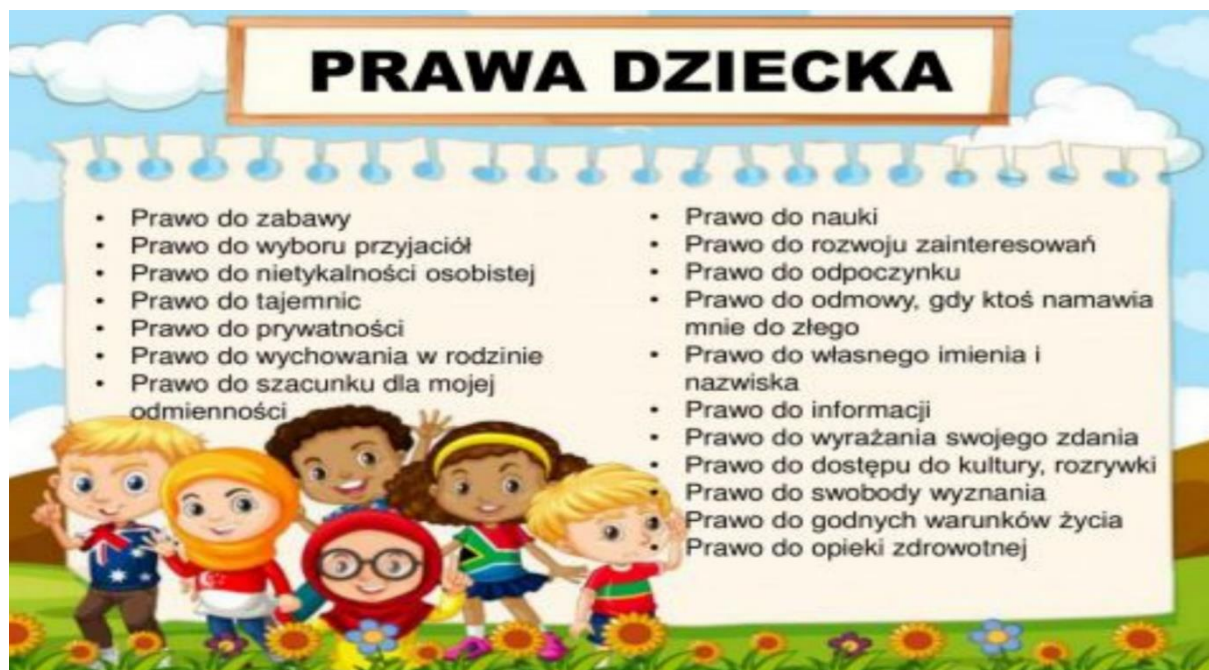 PRAWA DZIECKA
• Prawo do zabawy
• Prawo do wyboru przyjaciół
• Prawo do nietykalności osobistej
• Prawo do tajemnic
• Prawo do prywatności
• Prawo do wychowania w rodzinie
• Prawo do szacunku dla mojej
odmienności
• Prawo do nauki
• Prawo do rozwoju zainteresowań
• Prawo do odpoczynku
• Prawo do odmowy, gdy ktoś namawia
mnie do złego
• Prawo do własnego imienia i
nazwiska
• Prawo do informacji
• Prawo do wyrażania swojego zdania
• Prawo do dostępu do kultury, rozrywki
• Prawo do swobody wyznania
• Prawo do godnych warunków życia
• Prawo do opieki zdrowotnej